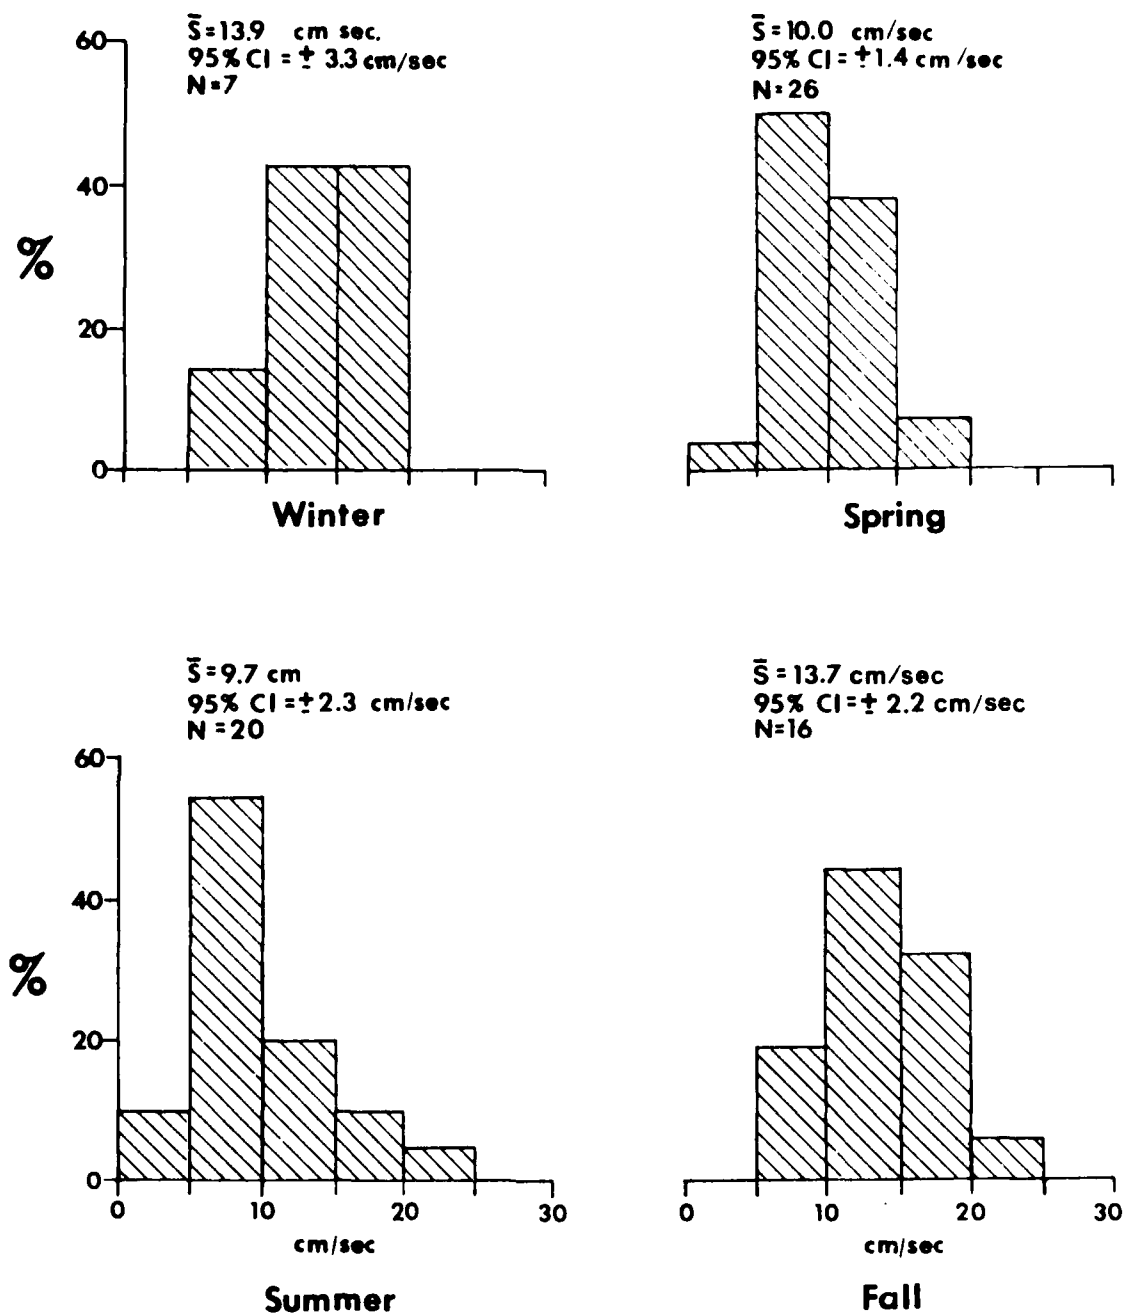 S̄=13.9 cm sec.
95% CI = ± 3.3 cm/sec
N=7
60
40
%
20
0
Winter
S̄=10.0 cm/sec
95% CI = ±1.4 cm/sec
N=26
Spring
S̄=9.7 cm
95% CI =±2.3 cm/sec
N =20
60
40
%
20
0
0 10 20 30
cm/sec
Summer
S̄=13.7 cm/sec
95% CI=± 2.2 cm/sec
N=16
0 10 20 30
cm/sec
Fall